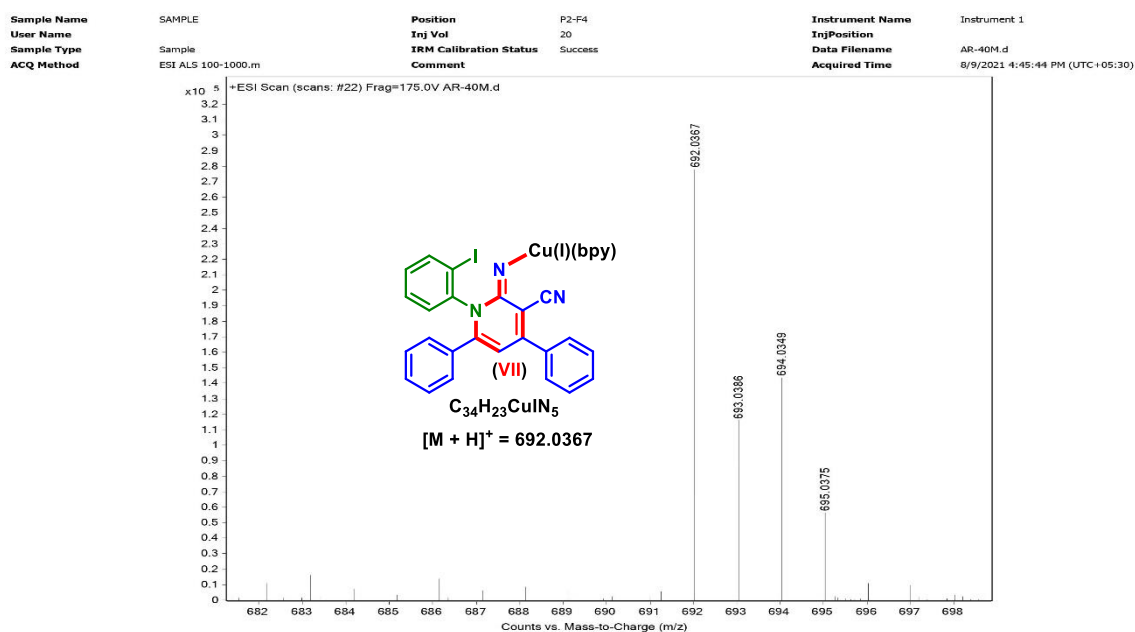 Sample Name SAMPLE Position P2-F4 Instrument Name Instrument 1
User Name Inj Vol 20 InjPosition
Sample Type Sample IRM Calibration Status Success Data Filename AR-40M.d
ACQ Method ESI ALS 100-1000.m Comment Acquired Time 8/9/2021 4:45:44 PM (UTC+05:30)
x10 5 +ESI Scan (scans: #22) Frag=175.0V AR-40M.d
3.2
3.1
3
2.9
2.8
2.7
2.6
2.5
2.4
2.3
2.2
2.1
2
1.9
1.8
1.7
1.6
1.5
1.4
1.3
1.2
1.1
1
0.9
0.8
0.7
0.6
0.5
0.4
0.3
0.2
0.1
0
692.0367
694.0349
693.0386
695.0375
I
N
Cu(I)(bpy)
CN
N
(VII)
C34H23CuIN5
[M + H]+ = 692.0367
682 683 684 685 686 687 688 689 690 691 692 693 694 695 696 697 698
Counts vs. Mass-to-Charge (m/z)